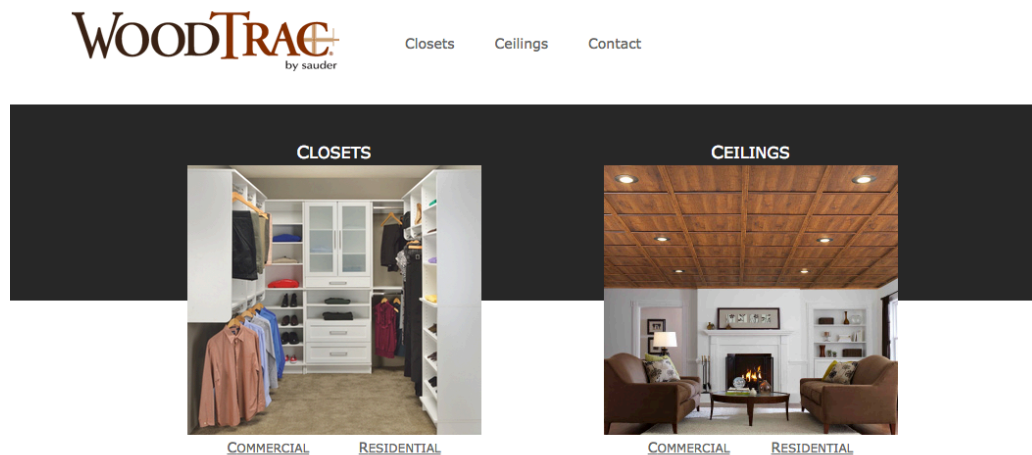 WOODTRAC
by sauder
Closets Ceilings Contact
CLOSETS
CEILINGS
COMMERCIAL RESIDENTIAL
COMMERCIAL RESIDENTIAL